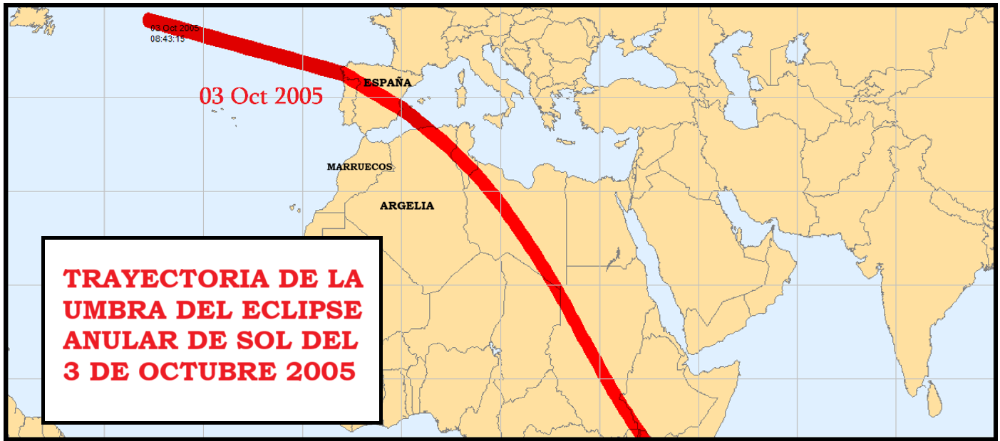 03 Oct 2005
08:43:15
ESPAÑA
03 Oct 2005
MARRUECOS
ARGELIA
TRAYECTORIA DE LA
UMBRA DEL ECLIPSE
ANULAR DE SOL DEL
3 DE OCTUBRE 2005